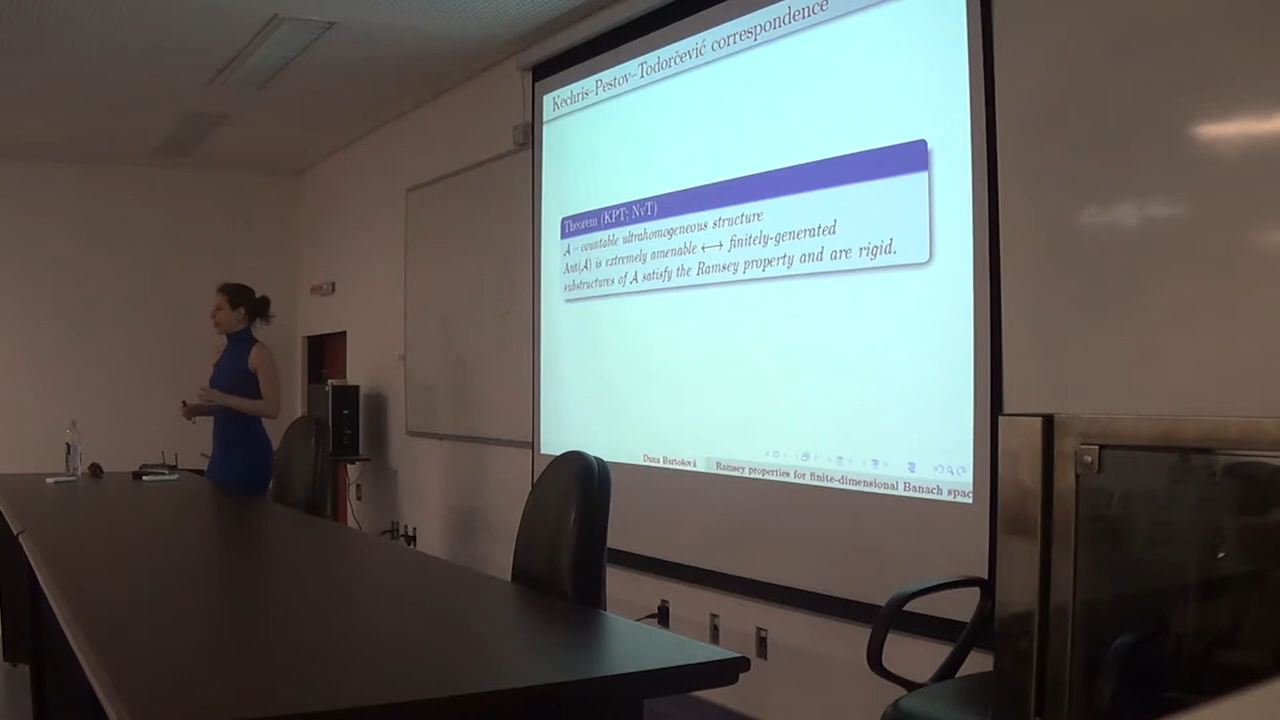 Kechris–Pestov–Todorčević correspondence
Theorem (KPT; NvT)
𝒜 – countable ultrahomogeneous structure
Aut(𝒜) is extremely amenable ⟷ finitely-generated
substructures of 𝒜 satisfy the Ramsey property and are rigid.
Dana Bartošová Ramsey properties for finite-dimensional Banach spac